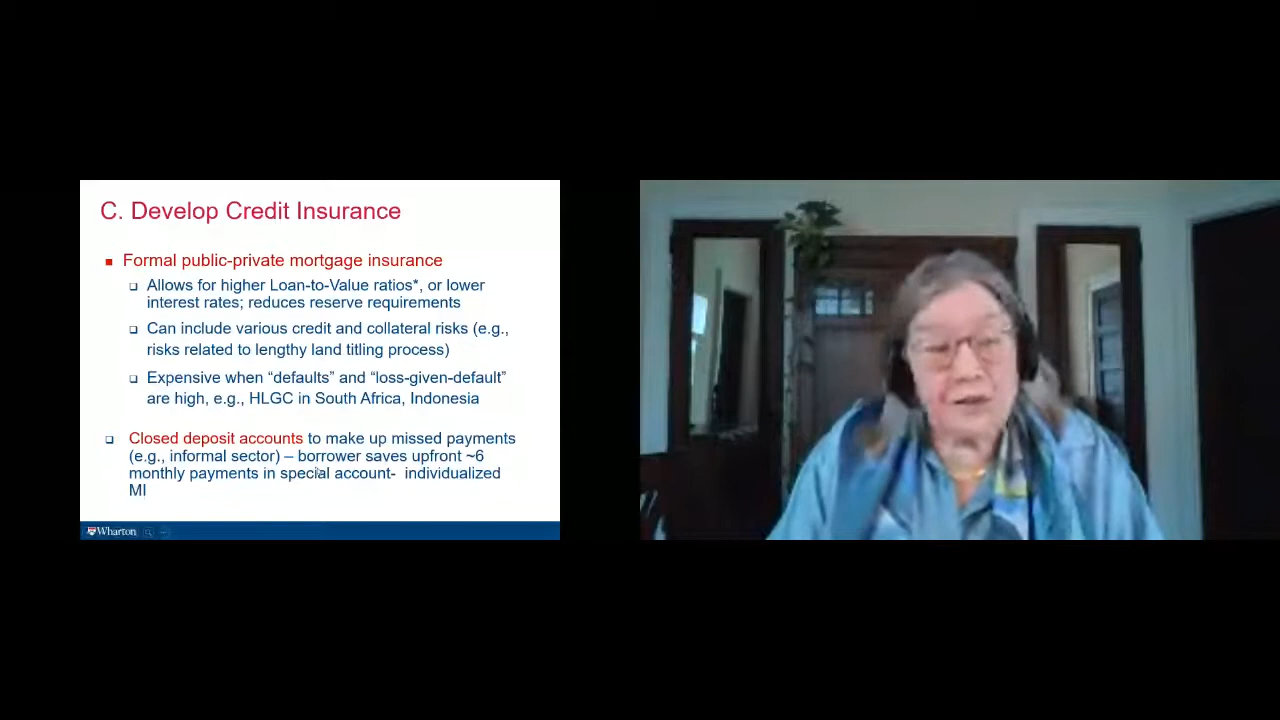 C. Develop Credit Insurance
Formal public-private mortgage insurance
Allows for higher Loan-to-Value ratios*, or lower
interest rates; reduces reserve requirements
Can include various credit and collateral risks (e.g.,
risks related to lengthy land titling process)
Expensive when “defaults” and “loss-given-default”
are high, e.g., HLGC in South Africa, Indonesia
Closed deposit accounts to make up missed payments
(e.g., informal sector) – borrower saves upfront ~6
monthly payments in special account- individualized
MI
Wharton